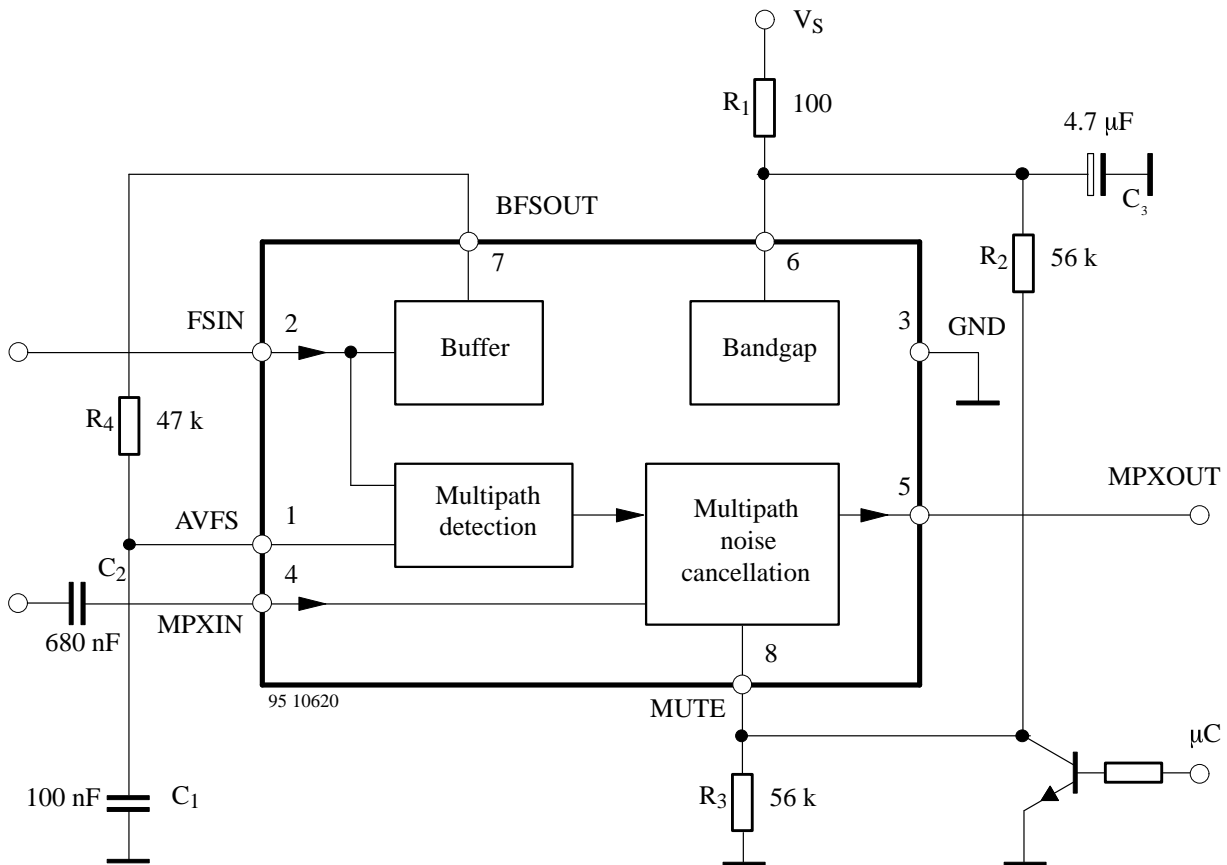 V_S
R_1 100
4.7 μF
C_3
BFSOUT
7
6
R_2 56 k
FSIN 2
3 GND
Buffer
Bandgap
R_4 47 k
MPXOUT
5
Multipath
detection
Multipath
noise
cancellation
AVFS 1
C_2
4
MPXIN
680 nF
8
95 10620
MUTE
μC
100 nF C_1
R_3 56 k